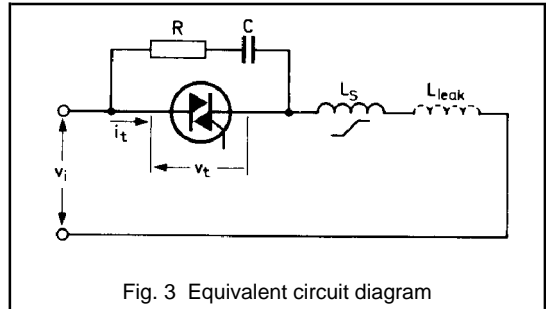 R C
L_S L_leak
i_t
v_t
v_i
Fig. 3 Equivalent circuit diagram